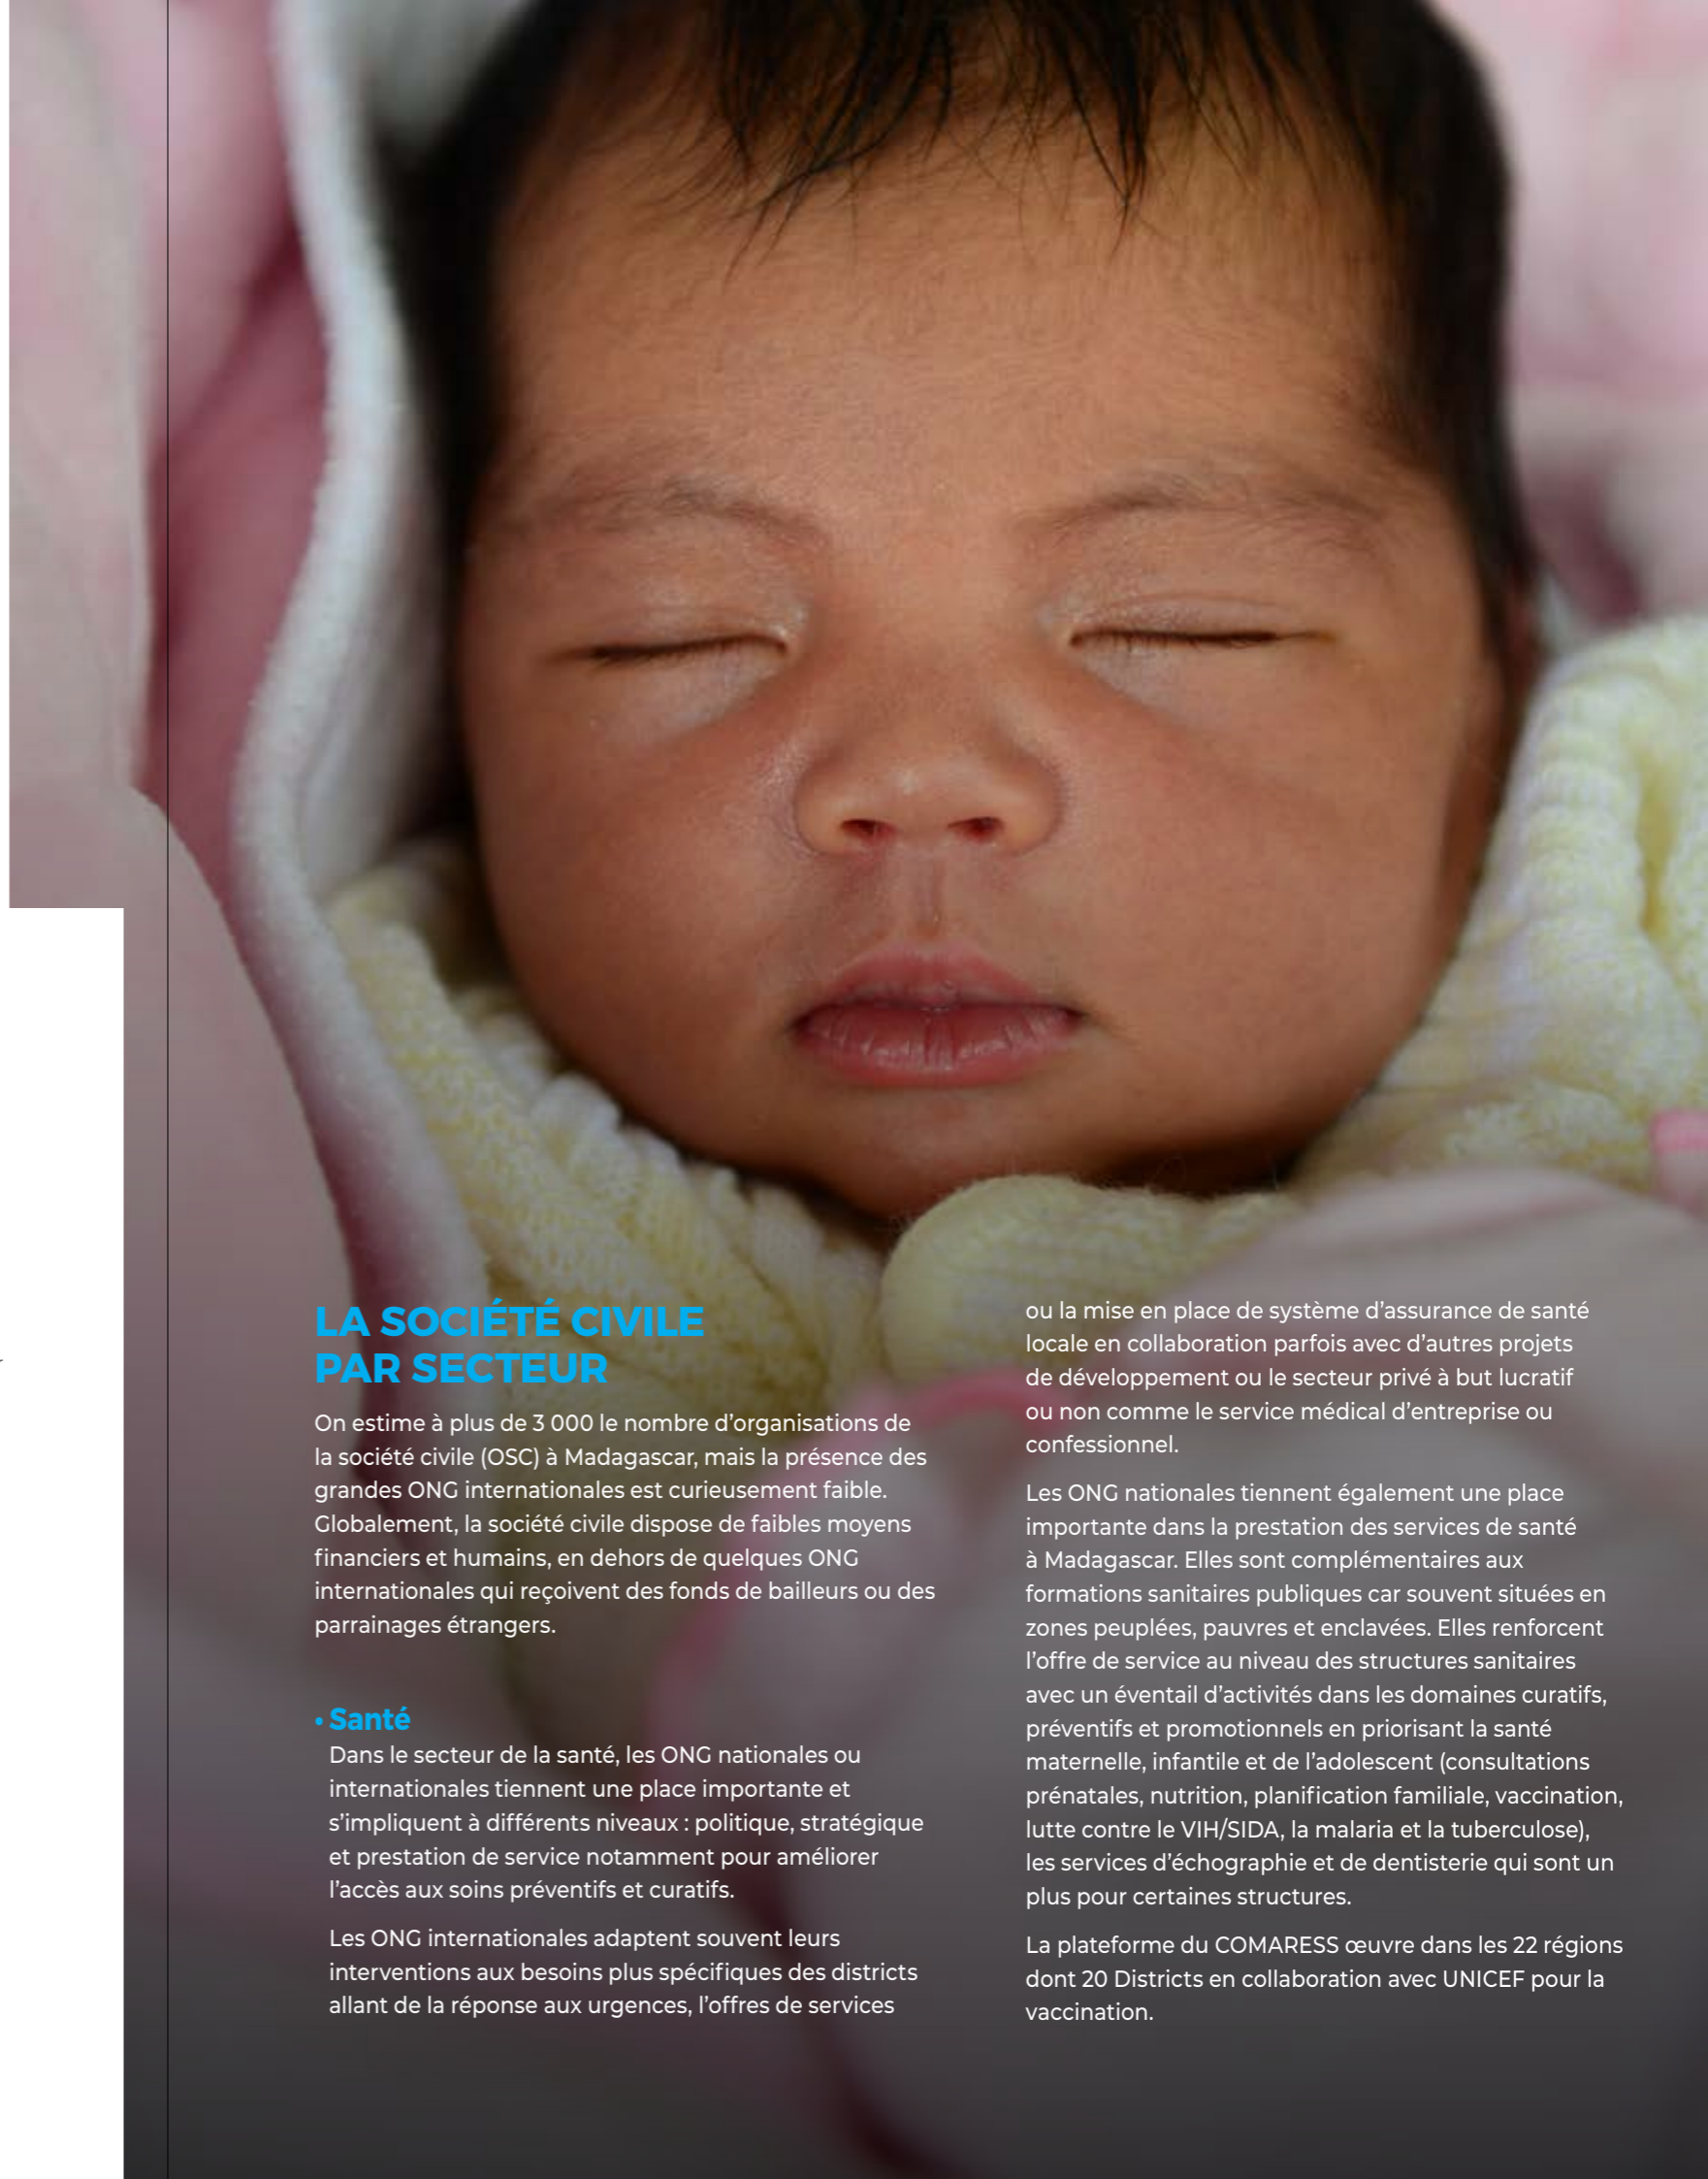 LA SOCIÉTÉ CIVILE
PAR SECTEUR
On estime à plus de 3 000 le nombre d’organisations de
la société civile (OSC) à Madagascar, mais la présence des
grandes ONG internationales est curieusement faible.
Globalement, la société civile dispose de faibles moyens
financiers et humains, en dehors de quelques ONG
internationales qui reçoivent des fonds de bailleurs ou des
parrainages étrangers.
• Santé
Dans le secteur de la santé, les ONG nationales ou
internationales tiennent une place importante et
s’impliquent à différents niveaux : politique, stratégique
et prestation de service notamment pour améliorer
l’accès aux soins préventifs et curatifs.
Les ONG internationales adaptent souvent leurs
interventions aux besoins plus spécifiques des districts
allant de la réponse aux urgences, l’offres de services
ou la mise en place de système d’assurance de santé
locale en collaboration parfois avec d’autres projets
de développement ou le secteur privé à but lucratif
ou non comme le service médical d’entreprise ou
confessionnel.
Les ONG nationales tiennent également une place
importante dans la prestation des services de santé
à Madagascar. Elles sont complémentaires aux
formations sanitaires publiques car souvent situées en
zones peuplées, pauvres et enclavées. Elles renforcent
l’offre de service au niveau des structures sanitaires
avec un éventail d’activités dans les domaines curatifs,
préventifs et promotionnels en priorisant la santé
maternelle, infantile et de l’adolescent (consultations
prénatales, nutrition, planification familiale, vaccination,
lutte contre le VIH/SIDA, la malaria et la tuberculose),
les services d’échographie et de dentisterie qui sont un
plus pour certaines structures.
La plateforme du COMARESS œuvre dans les 22 régions
dont 20 Districts en collaboration avec UNICEF pour la
vaccination.